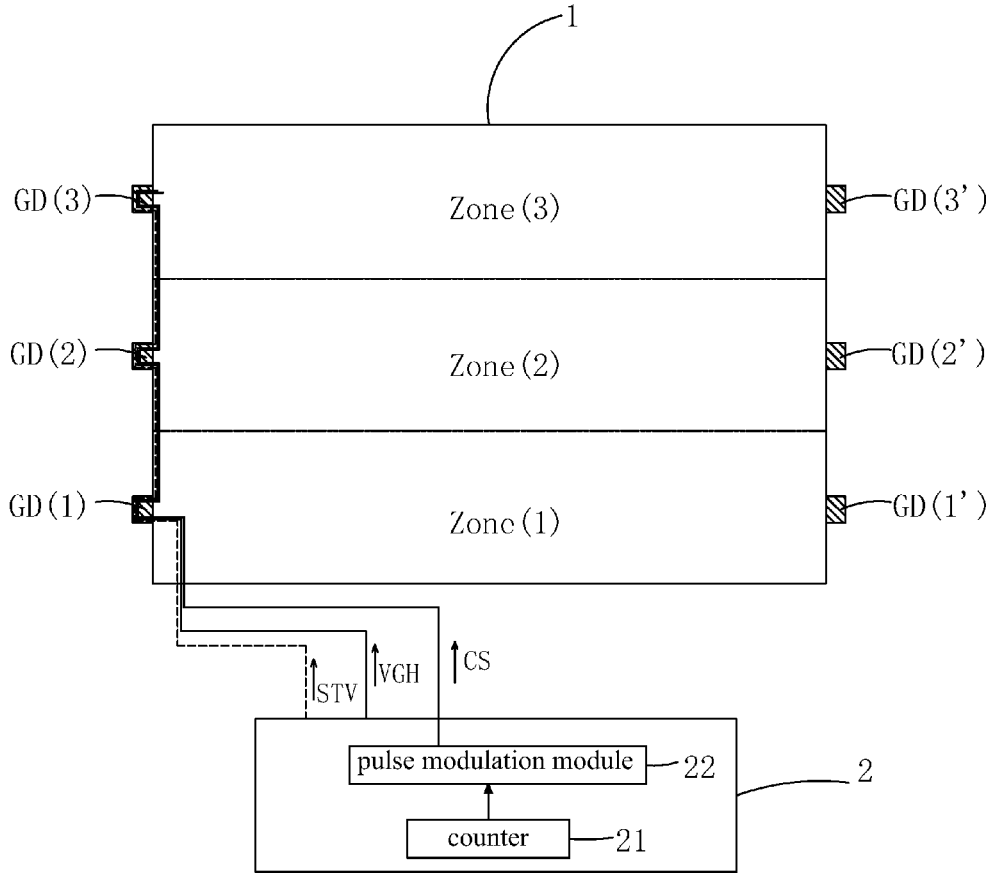 1
GD(3)
Zone(3)
GD(3')
GD(2)
Zone(2)
GD(2')
GD(1)
Zone(1)
GD(1')
STV
VGH
CS
pulse modulation module
22
2
counter
21